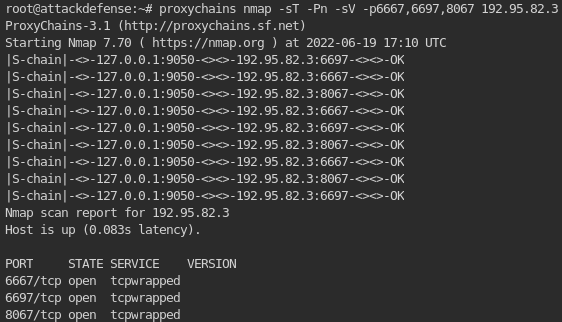 root@attackdefense:~# proxychains nmap -sT -Pn -sV -p6667,6697,8067 192.95.82.3
ProxyChains-3.1 (http://proxychains.sf.net)
Starting Nmap 7.70 ( https://nmap.org ) at 2022-06-19 17:10 UTC
|S-chain|-<>-127.0.0.1:9050-<><>-192.95.82.3:6697-<><>-OK
|S-chain|-<>-127.0.0.1:9050-<><>-192.95.82.3:6667-<><>-OK
|S-chain|-<>-127.0.0.1:9050-<><>-192.95.82.3:8067-<><>-OK
|S-chain|-<>-127.0.0.1:9050-<><>-192.95.82.3:6667-<><>-OK
|S-chain|-<>-127.0.0.1:9050-<><>-192.95.82.3:6697-<><>-OK
|S-chain|-<>-127.0.0.1:9050-<><>-192.95.82.3:8067-<><>-OK
|S-chain|-<>-127.0.0.1:9050-<><>-192.95.82.3:6667-<><>-OK
|S-chain|-<>-127.0.0.1:9050-<><>-192.95.82.3:8067-<><>-OK
|S-chain|-<>-127.0.0.1:9050-<><>-192.95.82.3:6697-<><>-OK
Nmap scan report for 192.95.82.3
Host is up (0.083s latency).

PORT     STATE SERVICE    VERSION
6667/tcp open  tcpwrapped
6697/tcp open  tcpwrapped
8067/tcp open  tcpwrapped